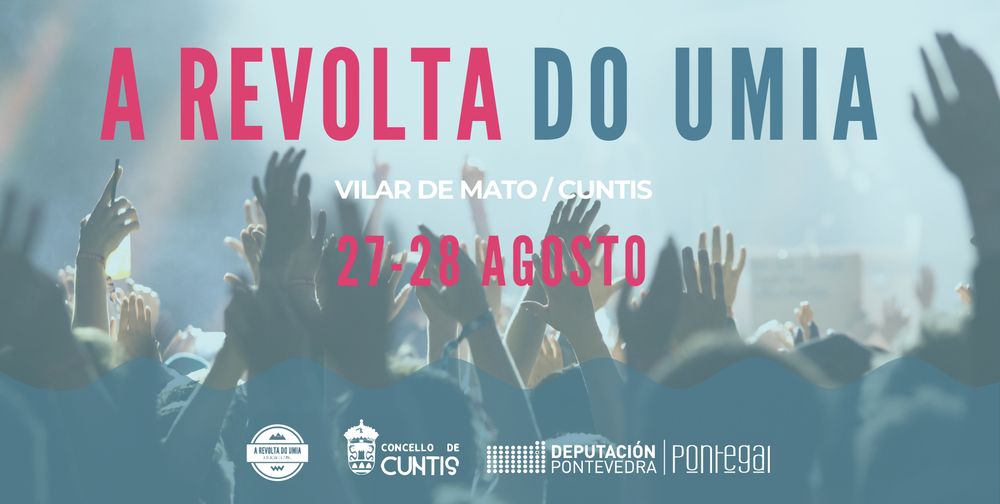 A REVOLTA DO UMIA
VILAR DE MATO / CUNTIS
27-28 AGOSTO
A REVOLTA DO UMIA
CONCELLO DE
CUNTIS
DEPUTACIÓN
PONTEVEDRA
PONTEGAL